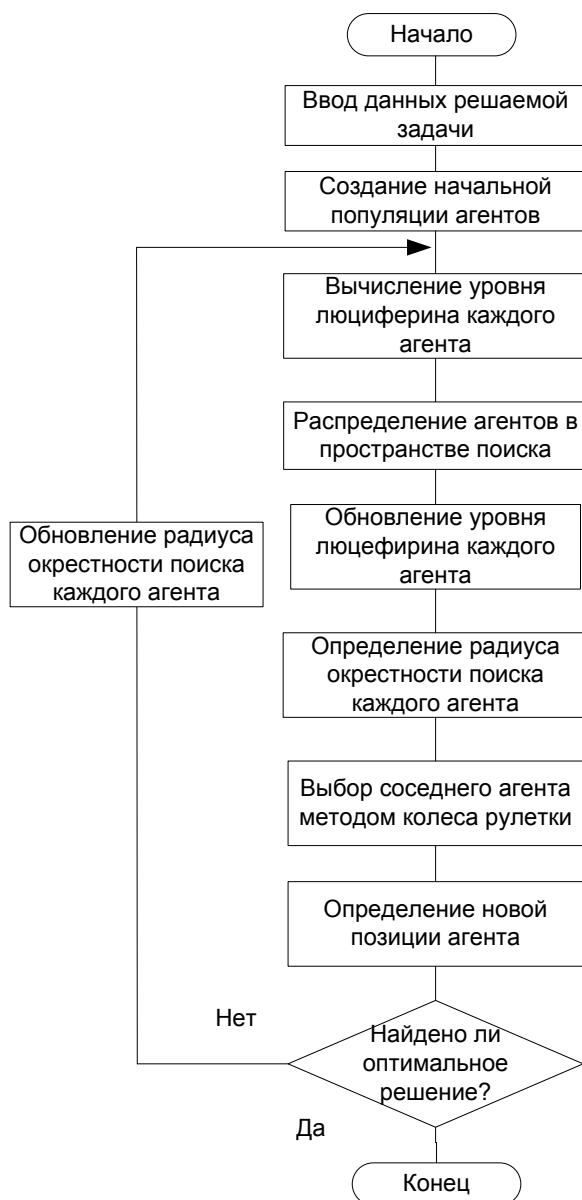 Начало
Ввод данных решаемой
задачи
Создание начальной
популяции агентов
Вычисление уровня
люциферина каждого
агента
Распределение агентов в
пространстве поиска
Обновление уровня
люцефирина каждого
агента
Обновление радиуса
окрестности поиска
каждого агента
Определение радиуса
окрестности поиска
каждого агента
Выбор соседнего агента
методом колеса рулетки
Определение новой
позиции агента
Нет
Найдено ли
оптимальное
решение?
Да
Конец